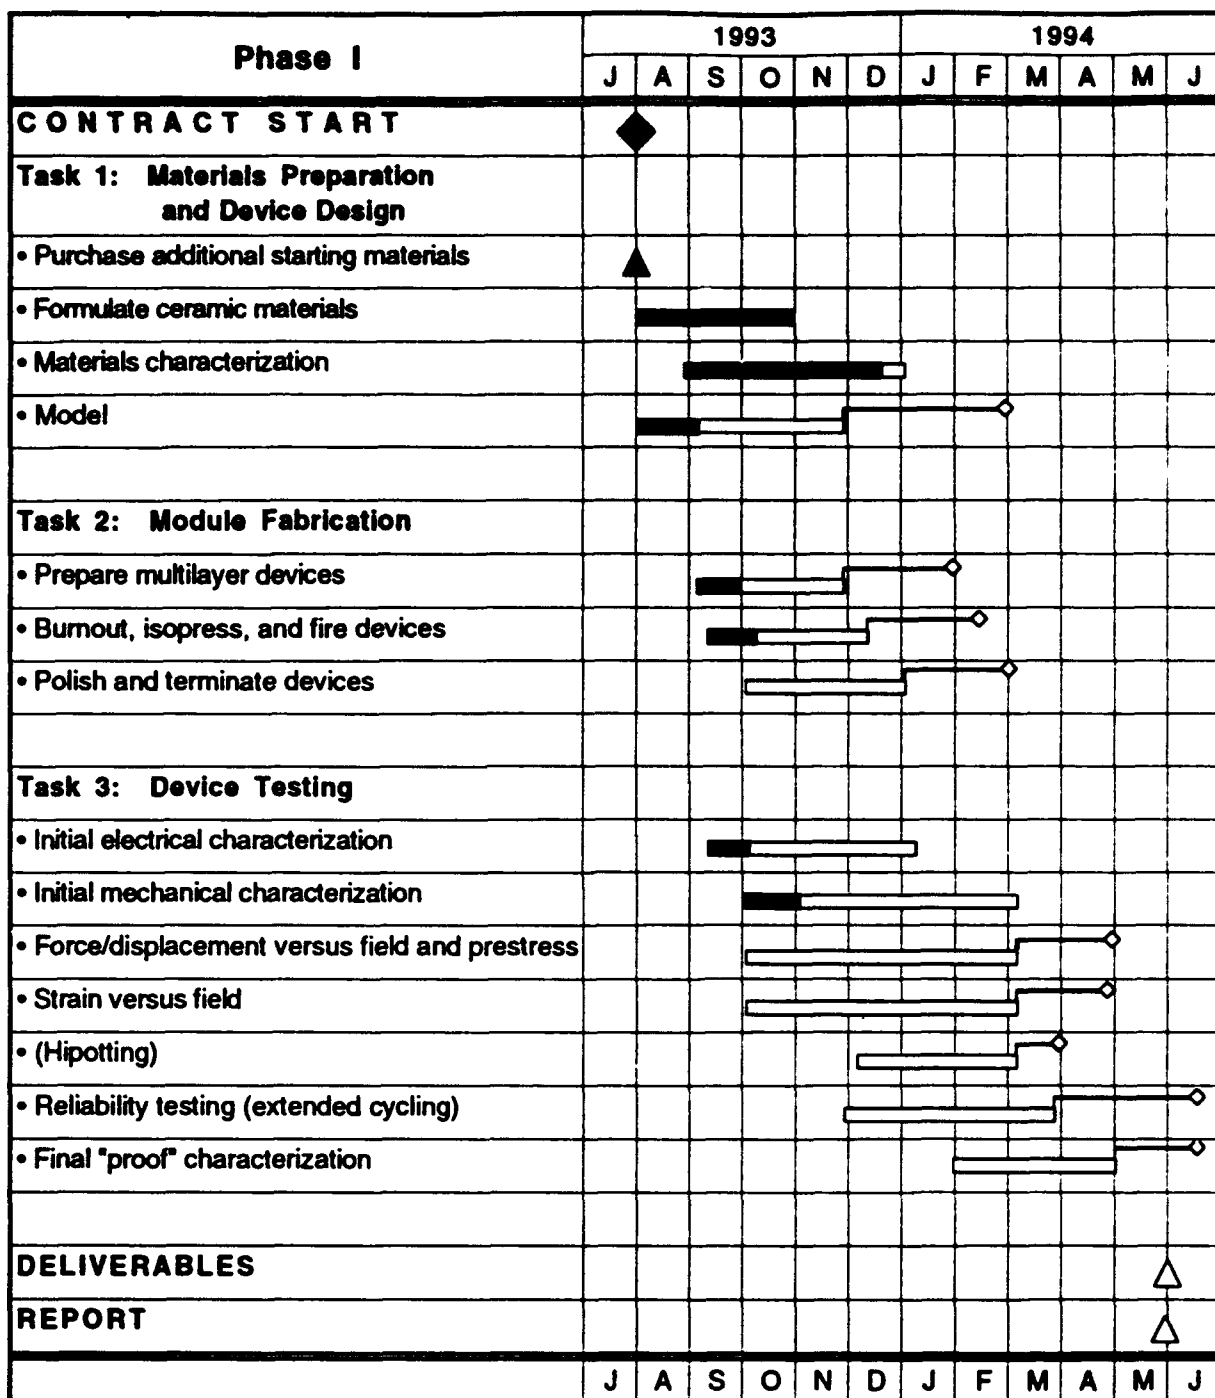 Phase I
1993 1994
J A S O N D J F M A M J
CONTRACT START
Task 1: Materials Preparation
and Device Design
• Purchase additional starting materials
• Formulate ceramic materials
• Materials characterization
• Model
Task 2: Module Fabrication
• Prepare multilayer devices
• Burnout, isopress, and fire devices
• Polish and terminate devices
Task 3: Device Testing
• Initial electrical characterization
• Initial mechanical characterization
• Force/displacement versus field and prestress
• Strain versus field
• (Hipotting)
• Reliability testing (extended cycling)
• Final "proof" characterization
DELIVERABLES
REPORT
J A S O N D J F M A M J